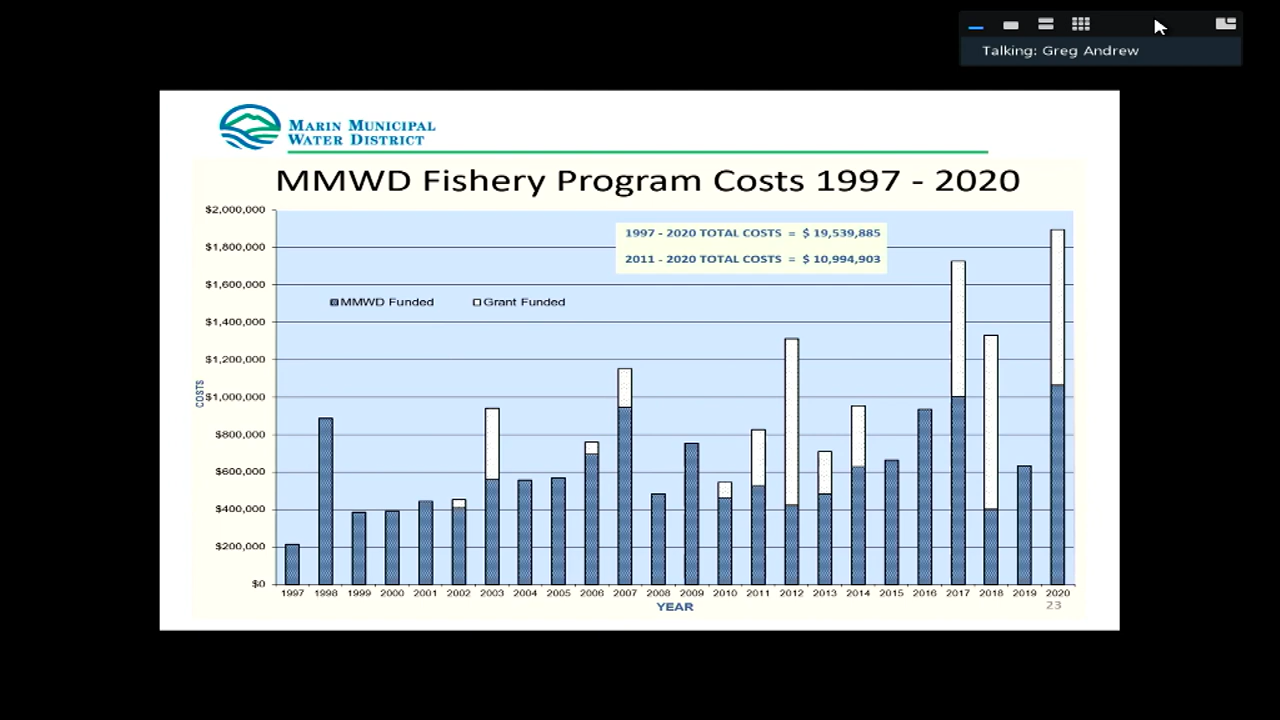 Talking: Greg Andrew
MARIN MUNICIPAL
WATER DISTRICT
MMWD Fishery Program Costs 1997 - 2020
1997 - 2020 TOTAL COSTS = $ 19,539,885
2011 - 2020 TOTAL COSTS = $ 10,994,903
MMWD Funded Grant Funded
COSTS
$2,000,000
$1,800,000
$1,600,000
$1,400,000
$1,200,000
$1,000,000
$800,000
$600,000
$400,000
$200,000
$0
1997 1998 1999 2000 2001 2002 2003 2004 2005 2006 2007 2008 2009 2010 2011 2012 2013 2014 2015 2016 2017 2018 2019 2020
YEAR
23